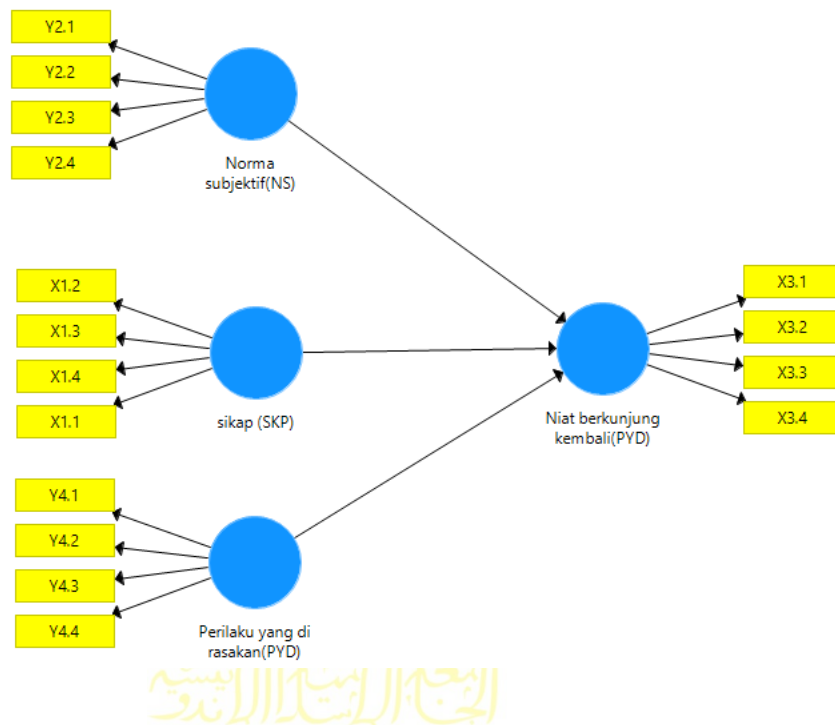 Y2.1
Y2.2
Y2.3
Y2.4
Norma
subjektif(NS)
X1.2
X1.3
X1.4
X1.1
sikap (SKP)
Y4.1
Y4.2
Y4.3
Y4.4
Perilaku yang di
rasakan(PYD)
X3.1
X3.2
X3.3
X3.4
Niat berkunjung
kembali(PYD)